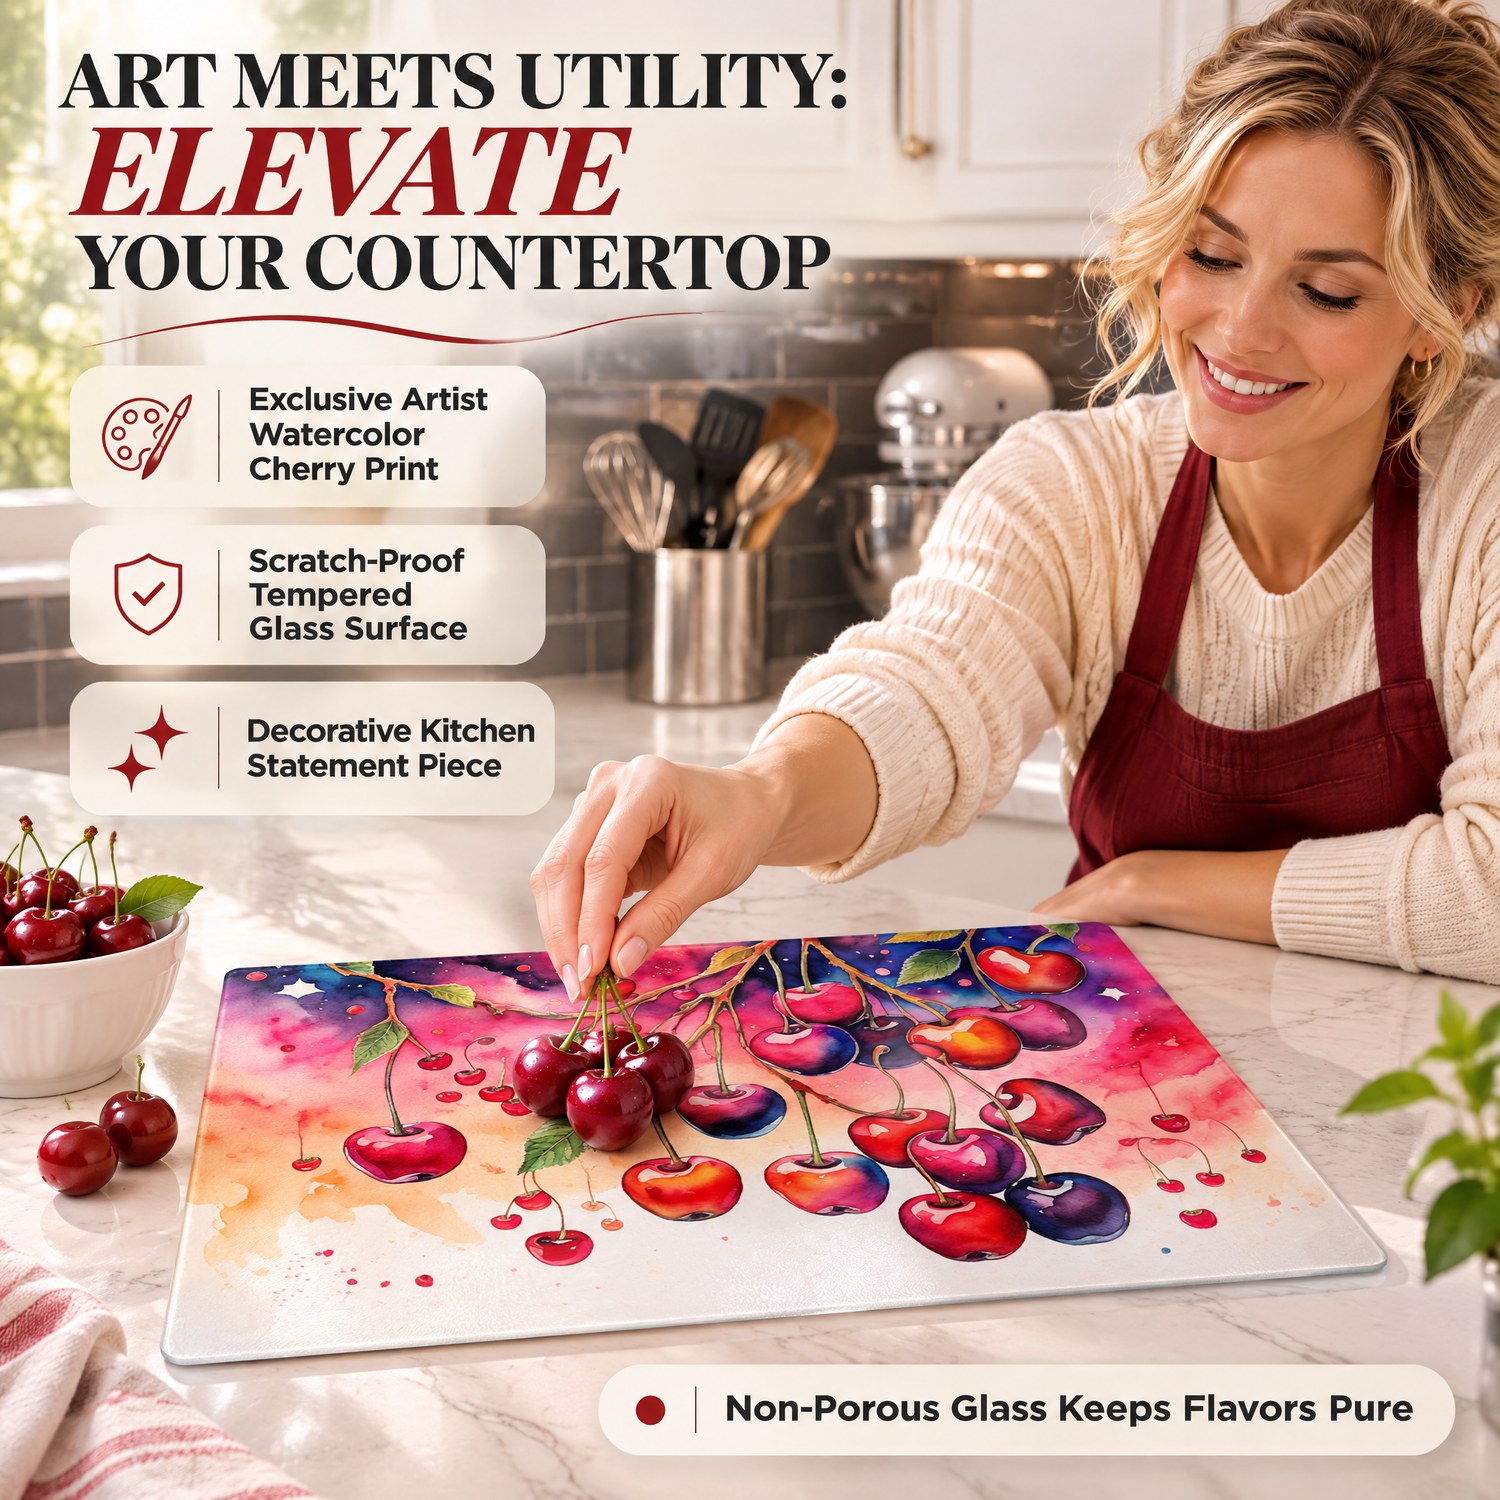 ART MEETS UTILITY:
ELEVATE
YOUR COUNTERTOP
Exclusive Artist
Watercolor
Cherry Print
Scratch-Proof
Tempered
Glass Surface
Decorative Kitchen
Statement Piece
Non-Porous Glass Keeps Flavors Pure